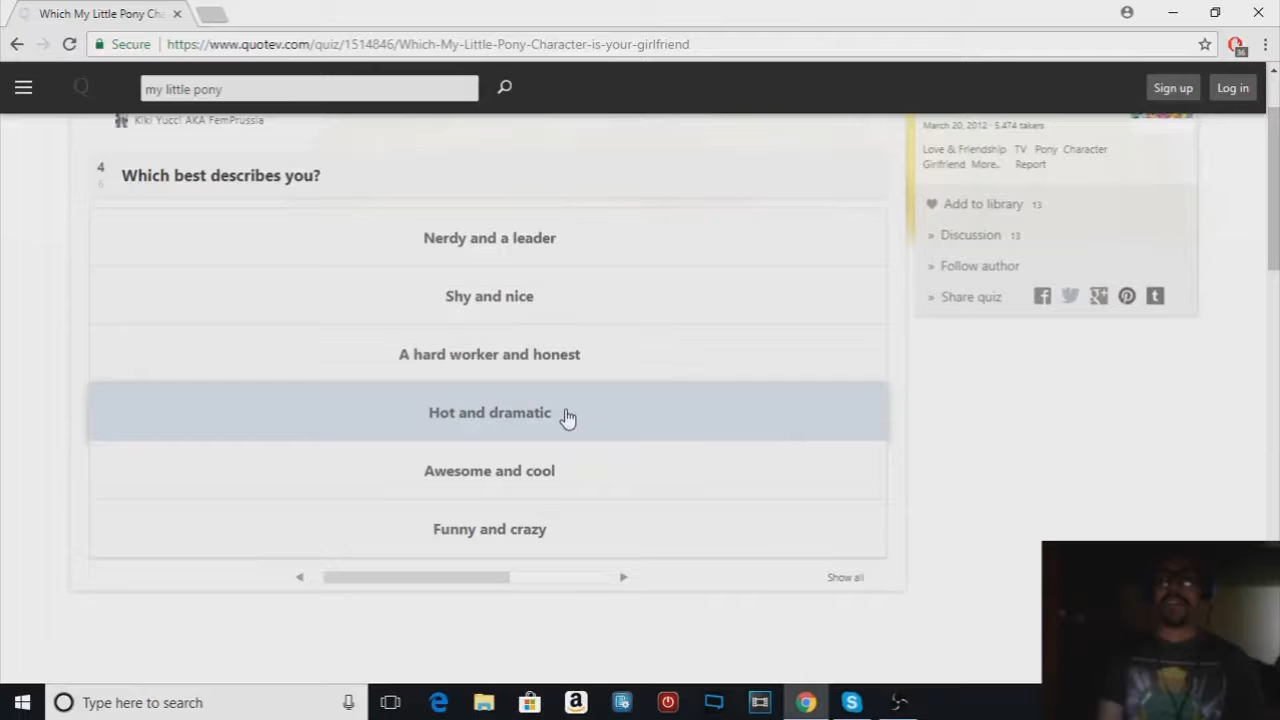 Which My Little Pony Cha
Secure
https://www.quotev.com/quiz/1514846/Which-My-Little-Pony-Character-is-your-girlfriend
36
Q
my little pony
Sign up
Log in
Kiki Yucci AKA FemPrussia
4
6
Which best describes you?
Nerdy and a leader
Shy and nice
A hard worker and honest
Hot and dramatic
Awesome and cool
Funny and crazy
Show all
March 20, 2012 · 5,474 takers
Love & Friendship TV Pony Character
Girlfriend More.. Report
Add to library 13
» Discussion 13
» Follow author
» Share quiz
Type here to search